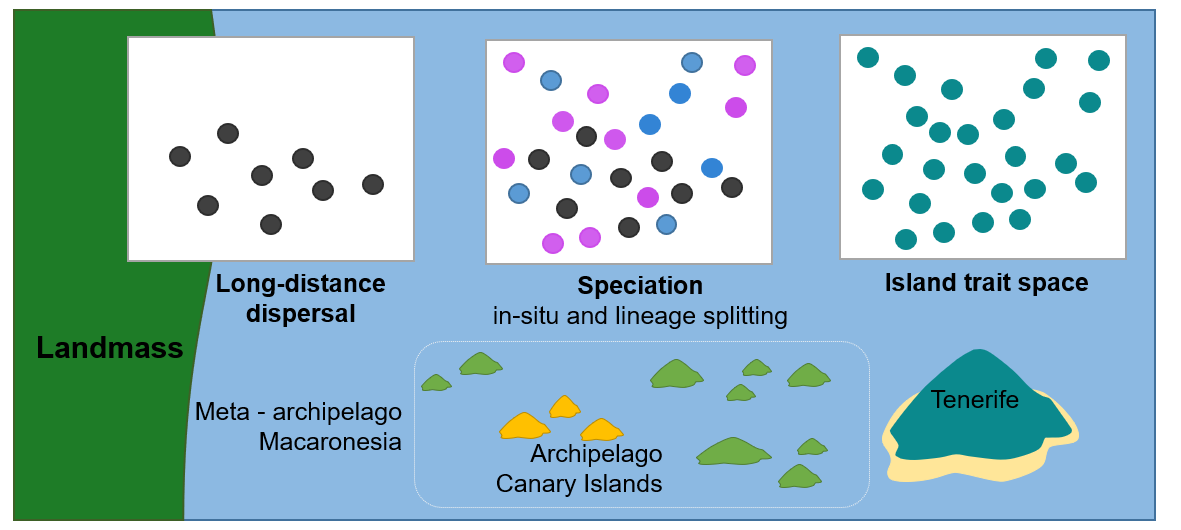 Long-distance
dispersal
Speciation
in-situ and lineage splitting
Island trait space
Landmass
Meta - archipelago
Macaronesia
Archipelago
Canary Islands
Tenerife